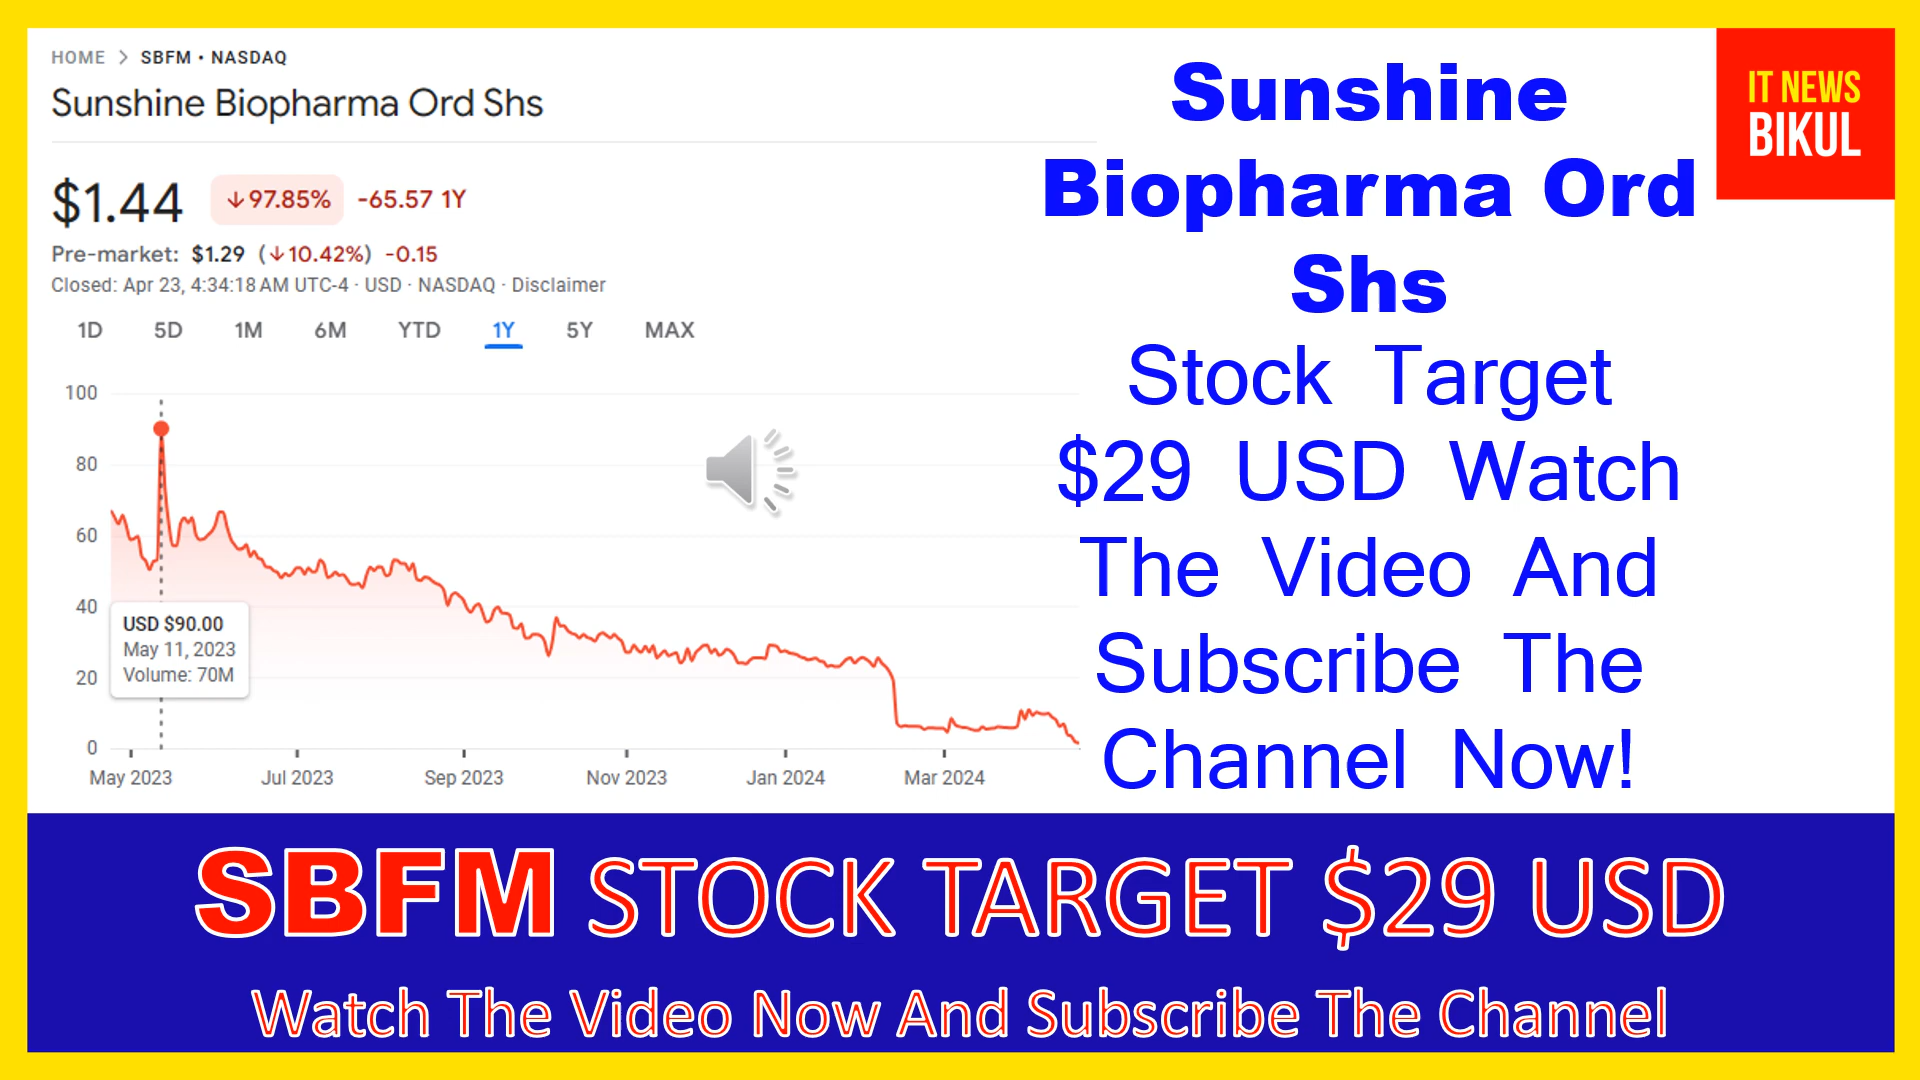 HOME > SBFM • NASDAQ
Sunshine Biopharma Ord Shs
$1.44 ↓97.85% -65.57 1Y
Pre-market: $1.29 (↓10.42%) -0.15
Closed: Apr 23, 4:34:18 AM UTC-4 · USD · NASDAQ · Disclaimer
1D 5D 1M 6M YTD 1Y 5Y MAX
100
80
60
40
20
0
USD $90.00
May 11, 2023
Volume: 70M
May 2023 Jul 2023 Sep 2023 Nov 2023 Jan 2024 Mar 2024
Sunshine
Biopharma Ord
Shs
Stock Target
$29 USD Watch
The Video And
Subscribe The
Channel Now!
IT NEWS
BIKUL
SBFM STOCK TARGET $29 USD
Watch The Video Now And Subscribe The Channel